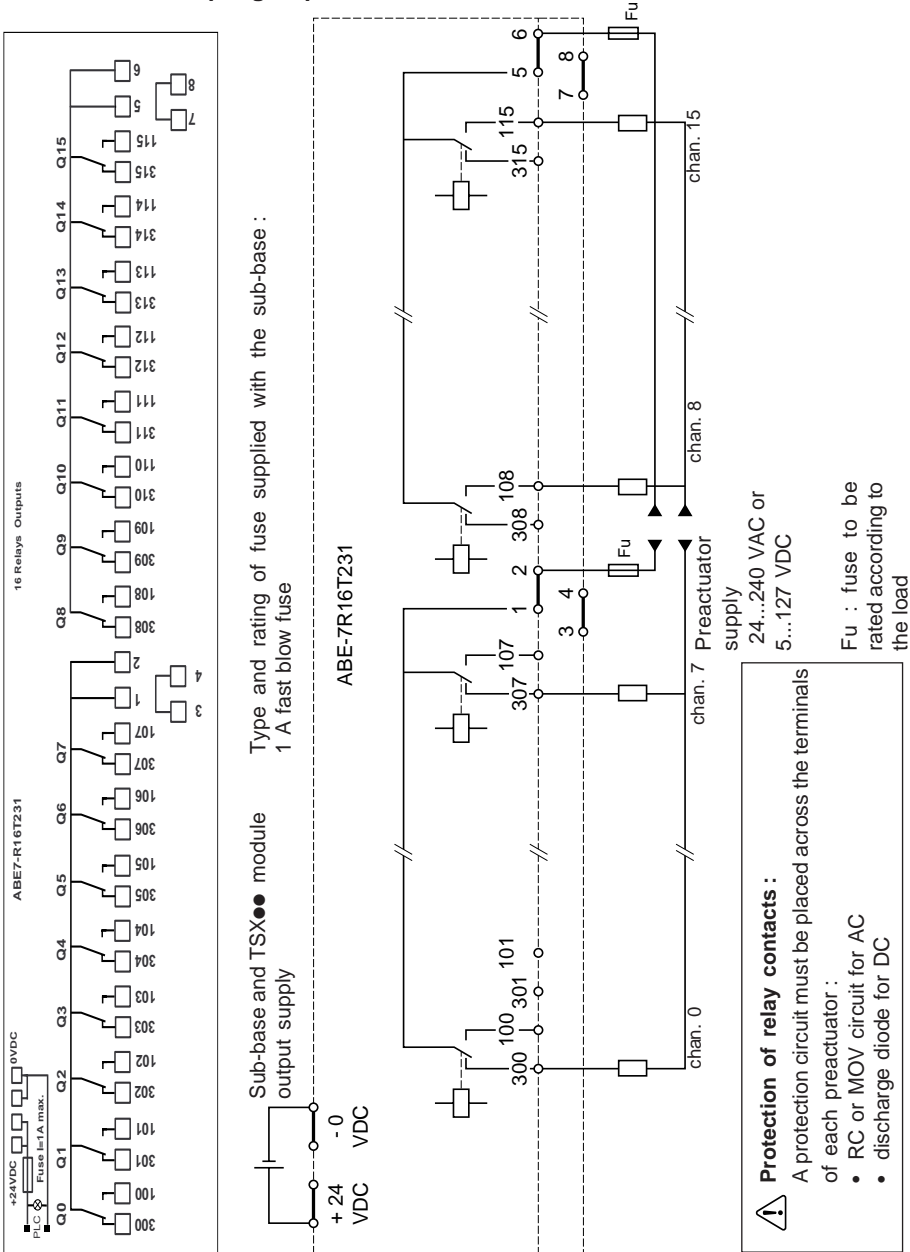 ABE7-R16T231
16 Relays Outputs
+24VDC
0VDC
Fuse I=1A max.
PLC
Q0
Q1
Q2
Q3
Q4
Q5
Q6
Q7
Q8
Q9
Q10
Q11
Q12
Q13
Q14
Q15
300
100
301
101
302
102
303
103
304
104
305
105
306
106
307
107
1
2
3
4
308
108
309
109
310
110
311
111
312
112
313
113
314
114
315
115
5
6
7
8
Sub-base and TSX●● module
output supply
Type and rating of fuse supplied with the sub-base :
1 A fast blow fuse
+ 24
VDC
- 0
VDC
ABE-7R16T231
300
100
301
101
307
107
1
2
3
4
308
108
315
115
5
6
7
8
Fu
Fu
chan. 0
chan. 7
chan. 8
chan. 15
Preactuator
supply
24...240 VAC or
5...127 VDC
Fu : fuse to be
rated according to
the load
Protection of relay contacts :
A protection circuit must be placed across the terminals
of each preactuator :
• RC or MOV circuit for AC
• discharge diode for DC